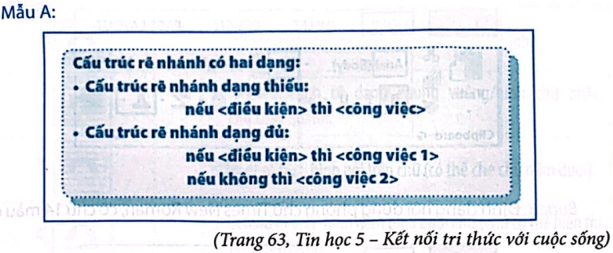 Mẫu A:
Cấu trúc rẽ nhánh có hai dạng:
• Cấu trúc rẽ nhánh dạng thiếu:
nếu <điều kiện> thì <công việc>
• Cấu trúc rẽ nhánh dạng đủ:
nếu <điều kiện> thì <công việc 1>
nếu không thì <công việc 2>
(Trang 63, Tin học 5 – Kết nối tri thức với cuộc sống)